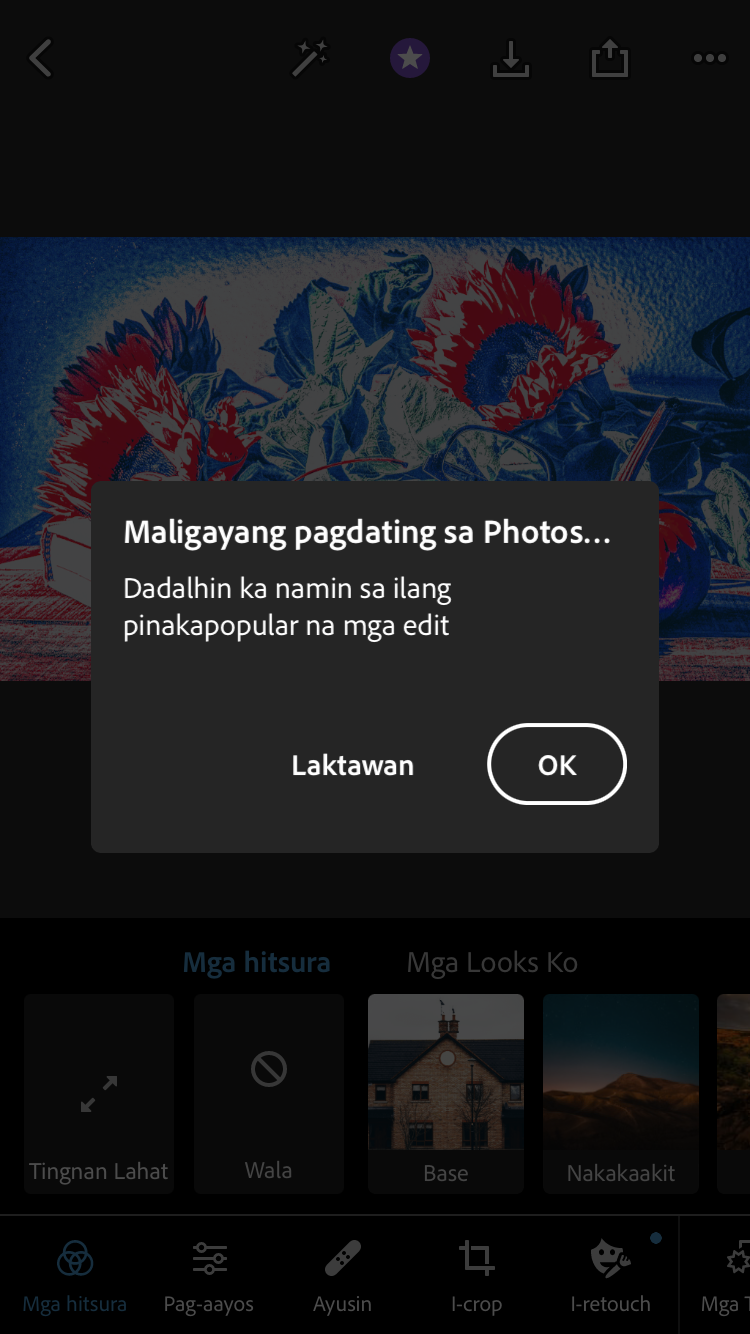 Maligayang pagdating sa Photos...
Dadalhin ka namin sa ilang
pinakapopular na mga edit
Laktawan
OK
Mga hitsura
Mga Looks Ko
Tingnan Lahat
Wala
Base
Nakakaakit
Mga hitsura
Pag-aayos
Ayusin
I-crop
I-retouch
Mga